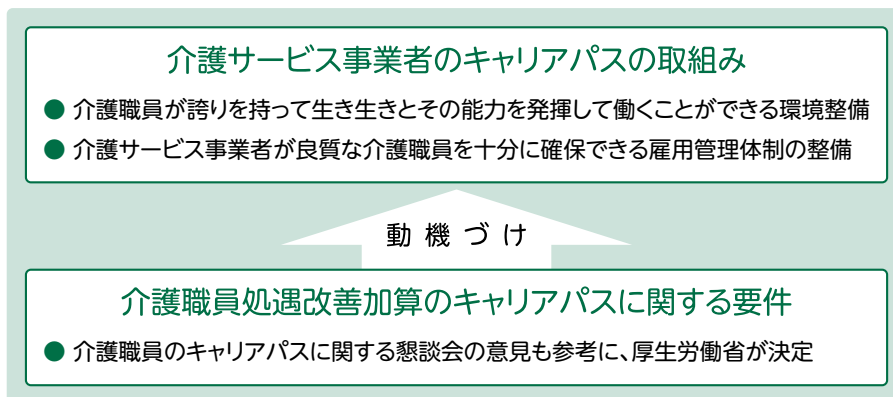 介護サービス事業者のキャリアパスの取組み
● 介護職員が誇りを持って生き生きとその能力を発揮して働くことができる環境整備
● 介護サービス事業者が良質な介護職員を十分に確保できる雇用管理体制の整備
動機づけ
介護職員処遇改善加算のキャリアパスに関する要件
● 介護職員のキャリアパスに関する懇談会の意見も参考に、厚生労働省が決定